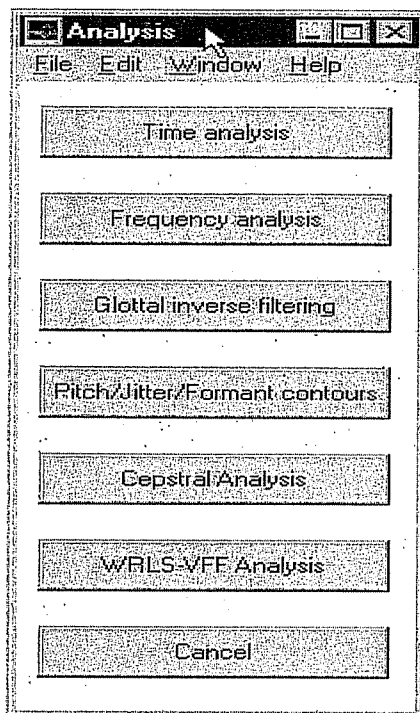 Analysis
File Edit Window Help
Time analysis
Frequency analysis
Glottal inverse filtering
Pitch/Jitter/Formant contours
Cepstral Analysis
WRLS-VFF Analysis
Cancel